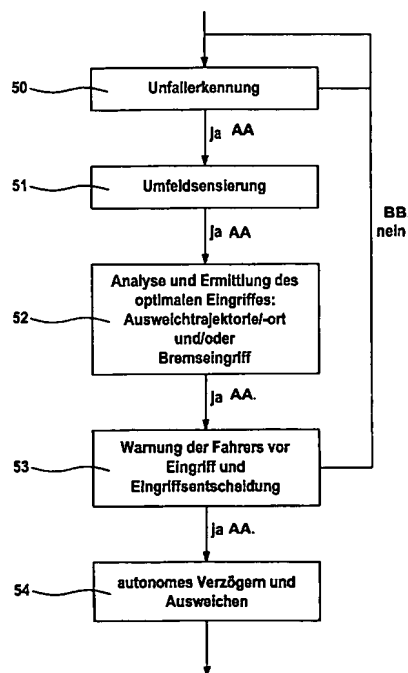 50
Unfallerkennung
ja AA
51
Umfeldsensierung
BB
nein
ja AA
52
Analyse und Ermittlung des
optimalen Eingriffes:
Ausweichtrajektorie/-ort
und/oder
Bremseingriff
ja AA.
53
Warnung der Fahrers vor
Eingriff und
Eingriffsentscheidung
ja AA.
54
autonomes Verzögern und
Ausweichen